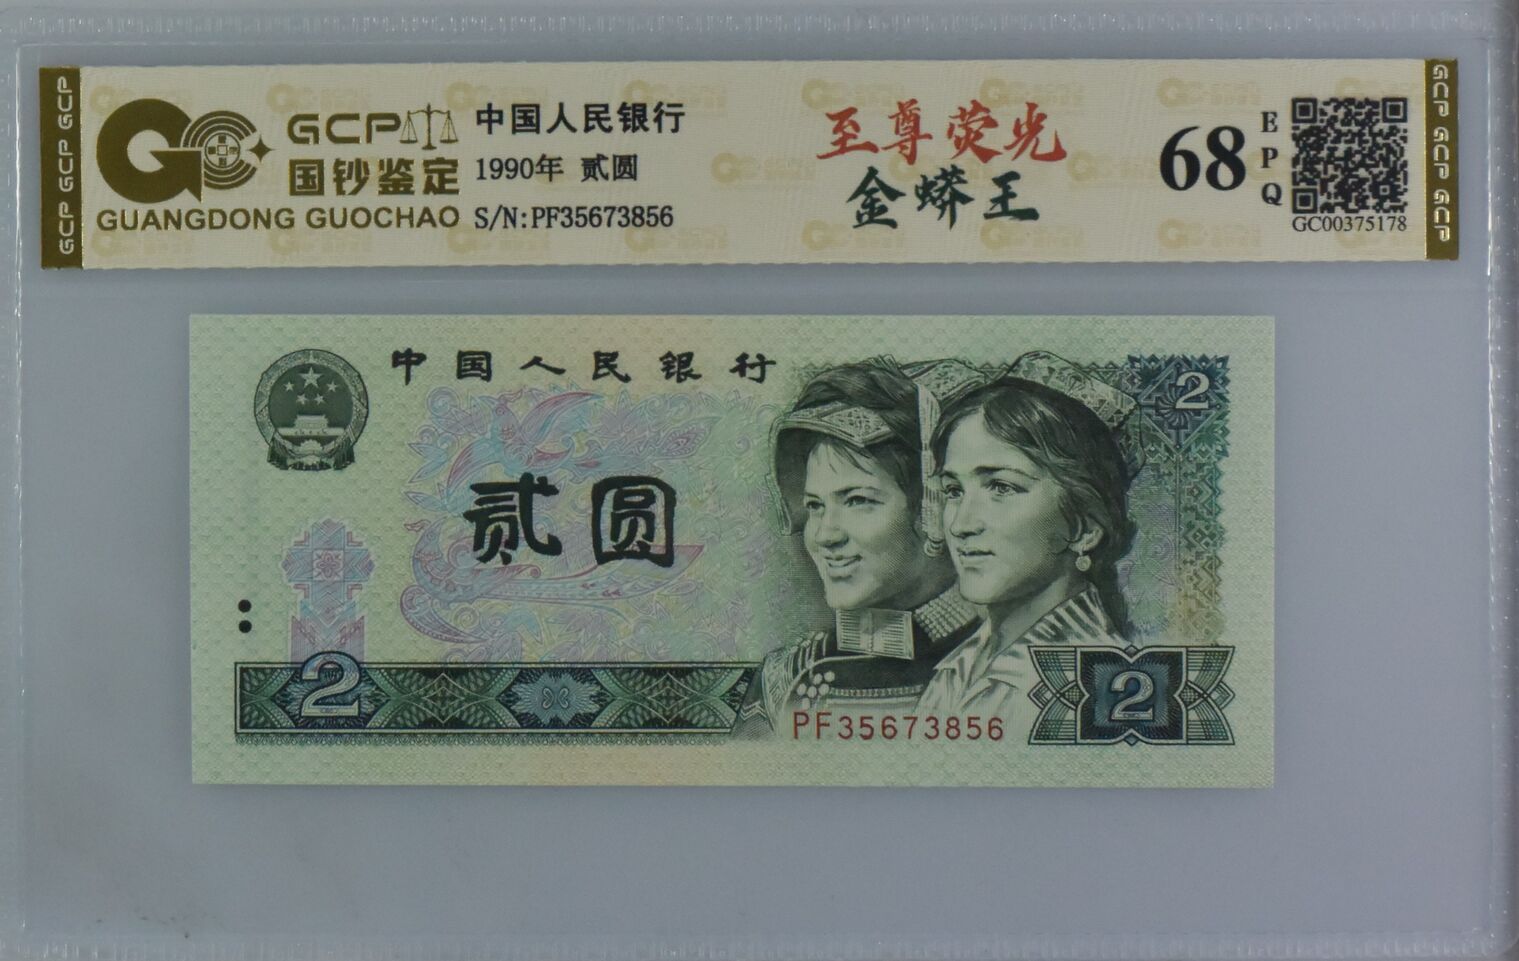 GCP GCP GCP
GCP
国钞鉴定
GUANGDONG GUOCHAO
中国人民银行
1990年 贰圆
S/N:PF35673856
至尊荧光
金蟒王
68
EPQ
GC00375178
GCP GCP GCP
中国人民银行
2
贰圆
2
PF35673856
2